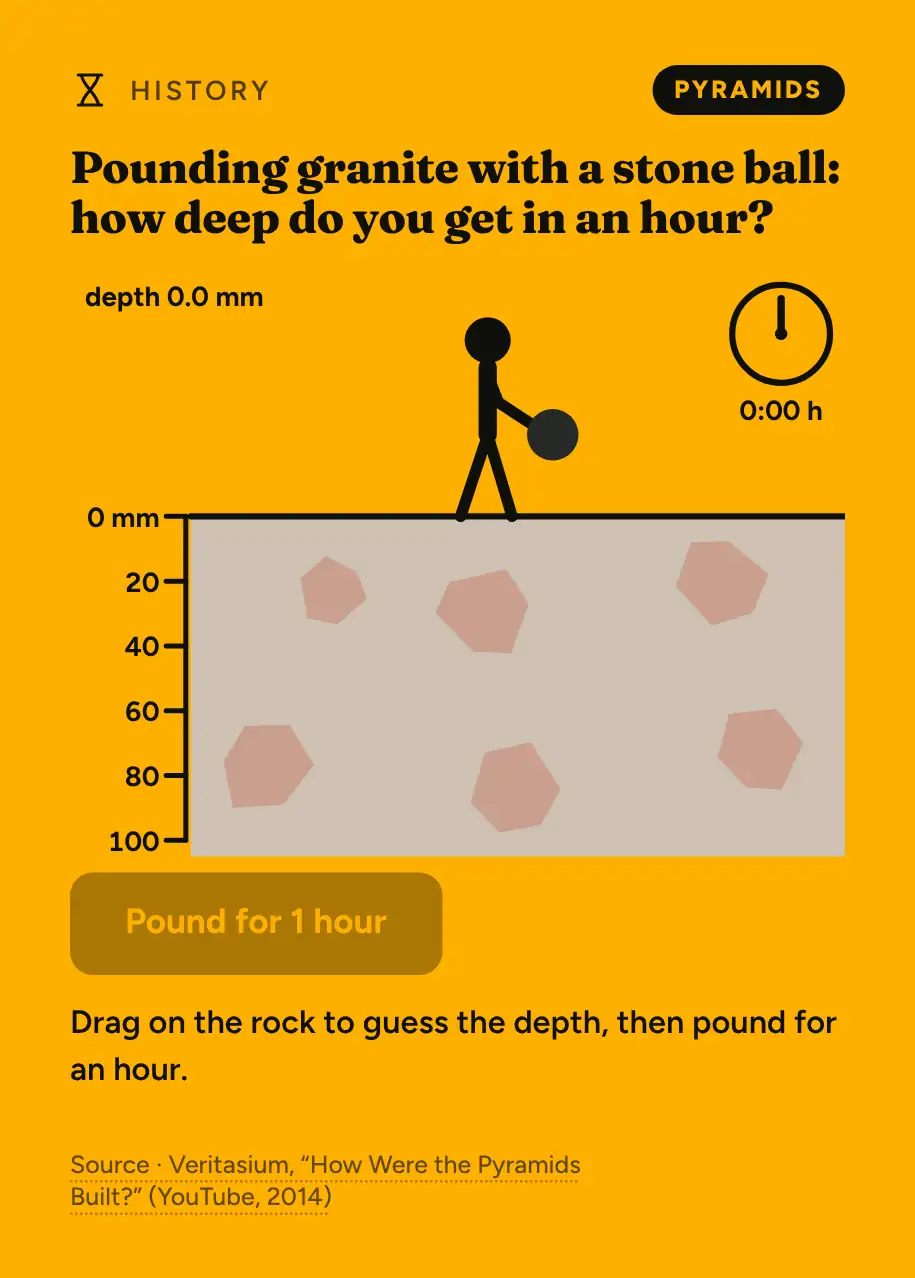 HISTORY
PYRAMIDS
Pounding granite with a stone ball:
how deep do you get in an hour?
depth 0.0 mm
0:00 h
0 mm
20
40
60
80
100
Pound for 1 hour
Drag on the rock to guess the depth, then pound for
an hour.
Source · Veritasium, “How Were the Pyramids
Built?” (YouTube, 2014)